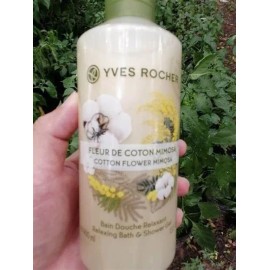 YVES ROCHER
FLEUR DE COTON MIMOSA
COTTON FLOWER MIMOSA
Bain Douche Relaxant
Relaxing Bath & Shower Gel